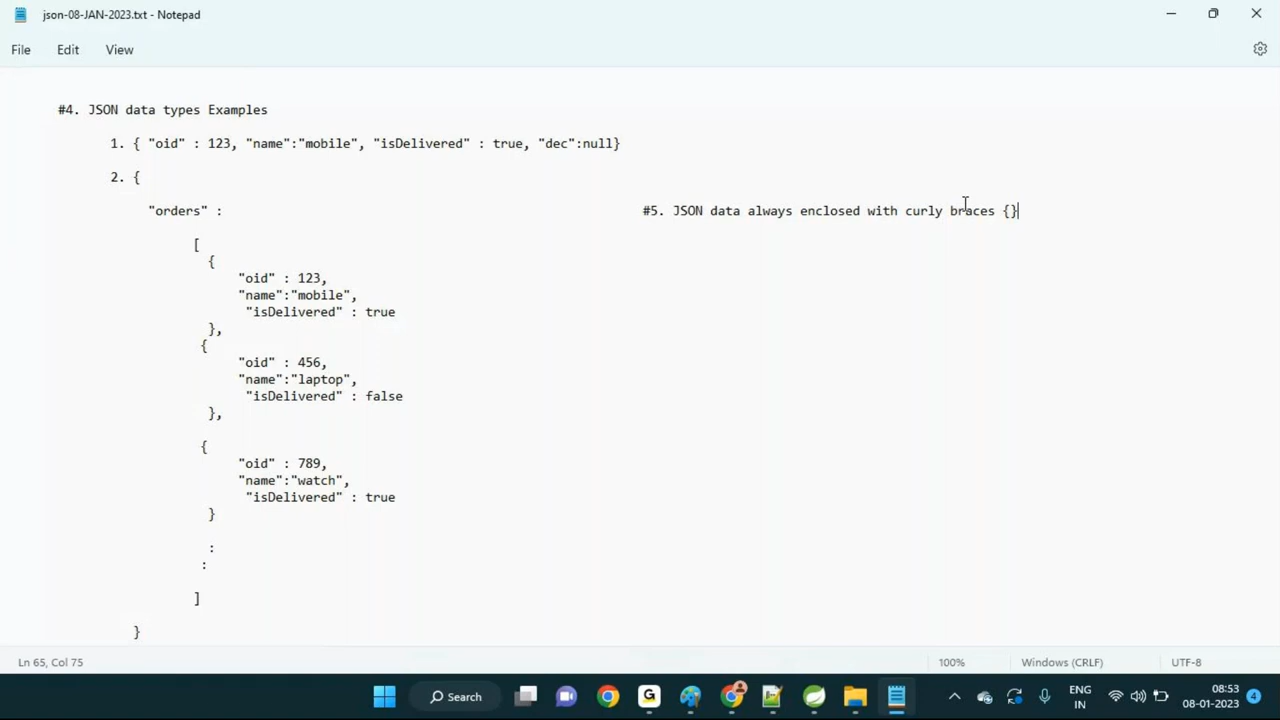 json-08-JAN-2023.txt - Notepad
File Edit View
#4. JSON data types Examples
1. { "oid" : 123, "name":"mobile", "isDelivered" : true, "dec":null}
2. {
"orders" : #5. JSON data always enclosed with curly braces {}
[
{
"oid" : 123,
"name":"mobile",
"isDelivered" : true
},
{
"oid" : 456,
"name":"laptop",
"isDelivered" : false
},
{
"oid" : 789,
"name":"watch",
"isDelivered" : true
}
:
:
]
}
Ln 65, Col 75 100% Windows (CRLF) UTF-8
Search ENG IN 08:53 08-01-2023 4